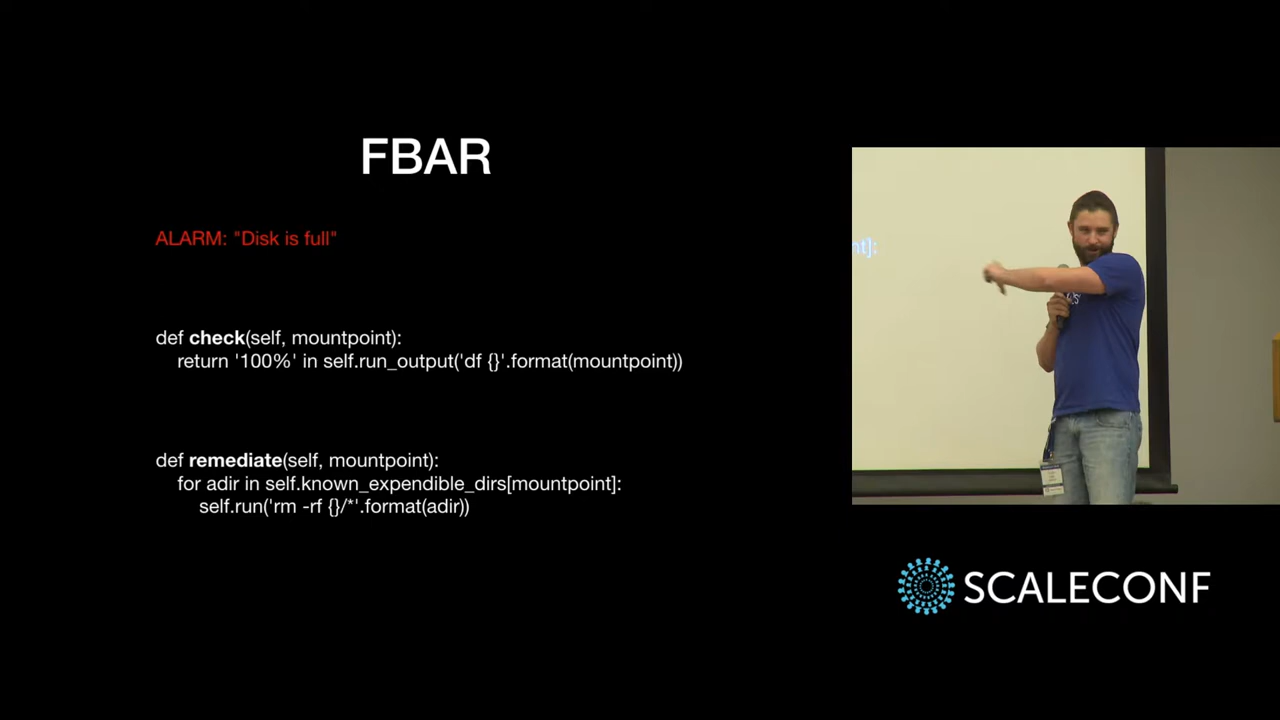 FBAR
ALARM: "Disk is full"
def check(self, mountpoint):
return '100%' in self.run_output('df {}'.format(mountpoint))
def remediate(self, mountpoint):
for adir in self.known_expendible_dirs[mountpoint]:
self.run('rm -rf {}/*'.format(adir))
nt]:
SCALECONF